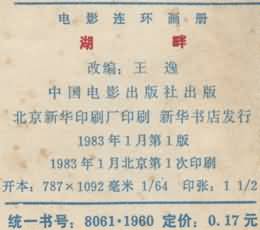 电影连环画册
湖畔
改编：王逸
中国电影出版社出版
北京新华印刷厂印刷 新华书店发行
1983年1月第1版
1983年1月北京第1次印刷
开本：787×1092毫米 1/64 印张：1 1/2
统一书号：8061·1960 定价：0.17元